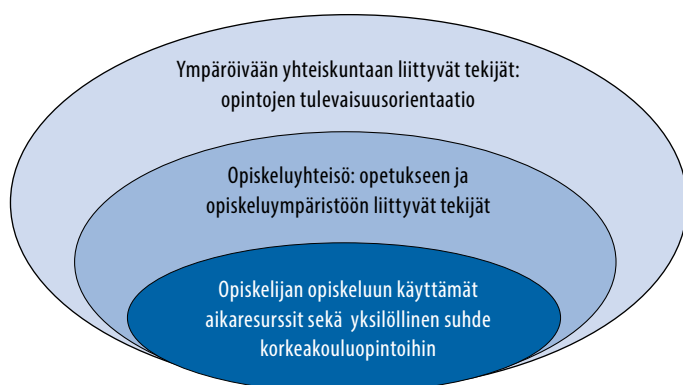 Ympäröivään yhteiskuntaan liittyvät tekijät:
opintojen tulevaisuusorientaatio
Opiskeluyhteisö: opetukseen ja
opiskeluympäristöön liittyvät tekijät
Opiskelijan opiskeluun käyttämät
aikaresurssit sekä yksilöllinen suhde
korkeakouluopintoihin